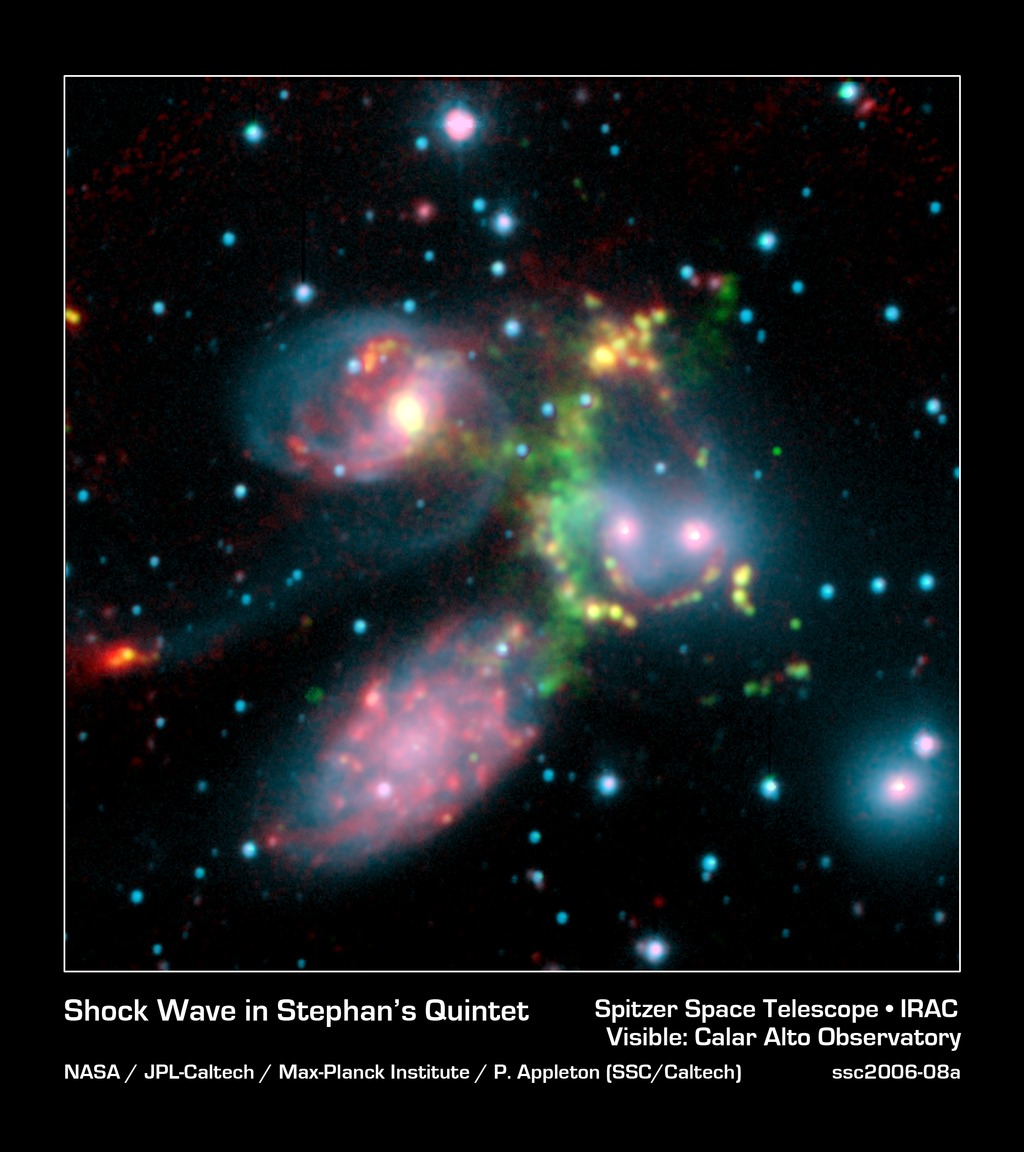 Shock Wave in Stephan's Quintet
Spitzer Space Telescope • IRAC
Visible: Calar Alto Observatory
NASA / JPL-Caltech / Max-Planck Institute / P. Appleton (SSC/Caltech)
ssc2006-08a